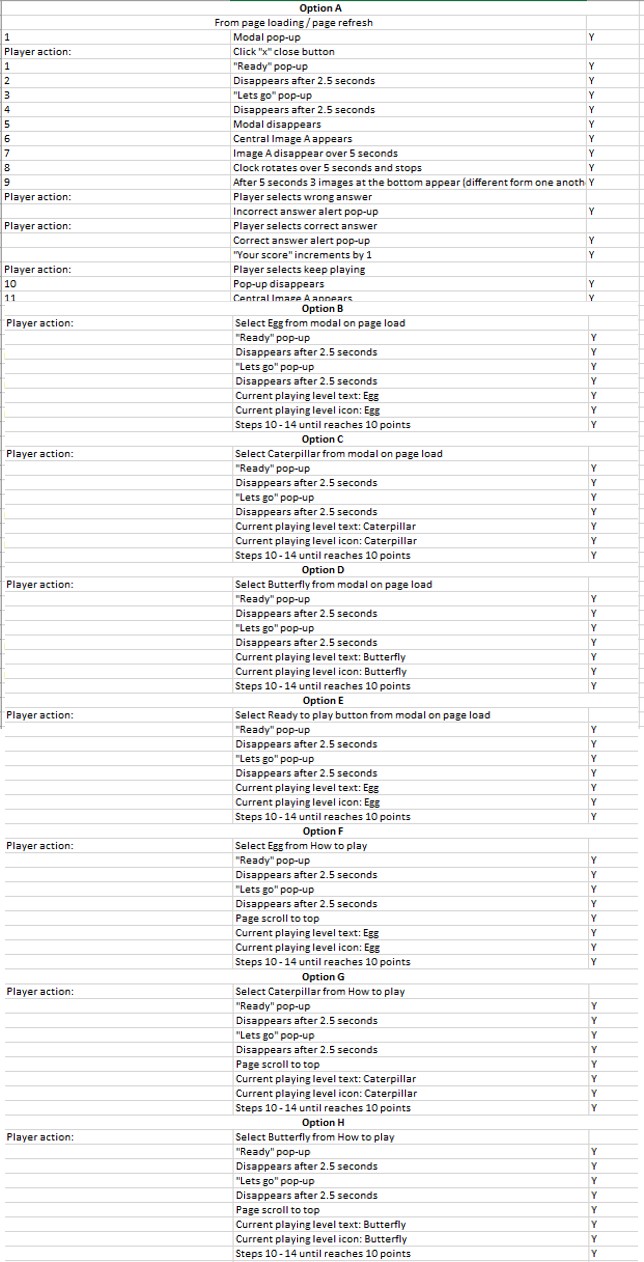 Option A
From page loading / page refresh
1 Modal pop-up Y
Player action: Click "x" close button
1 "Ready" pop-up Y
2 Disappears after 2.5 seconds Y
3 "Lets go" pop-up Y
4 Disappears after 2.5 seconds Y
5 Modal disappears Y
6 Central Image A appears Y
7 Image A disappear over 5 seconds Y
8 Clock rotates over 5 seconds and stops Y
9 After 5 seconds 3 images at the bottom appear (different form one anoth Y
Player action: Player selects wrong answer
Incorrect answer alert pop-up Y
Player action: Player selects correct answer
Correct answer alert pop-up Y
"Your score" increments by 1 Y
Player action: Player selects keep playing
10 Pop-up disappears Y
11 Central Image A appears Y
Option B
Player action: Select Egg from modal on page load
"Ready" pop-up Y
Disappears after 2.5 seconds Y
"Lets go" pop-up Y
Disappears after 2.5 seconds Y
Current playing level text: Egg Y
Current playing level icon: Egg Y
Steps 10 - 14 until reaches 10 points Y
Option C
Player action: Select Caterpillar from modal on page load
"Ready" pop-up Y
Disappears after 2.5 seconds Y
"Lets go" pop-up Y
Disappears after 2.5 seconds Y
Current playing level text: Caterpillar Y
Current playing level icon: Caterpillar Y
Steps 10 - 14 until reaches 10 points Y
Option D
Player action: Select Butterfly from modal on page load
"Ready" pop-up Y
Disappears after 2.5 seconds Y
"Lets go" pop-up Y
Disappears after 2.5 seconds Y
Current playing level text: Butterfly Y
Current playing level icon: Butterfly Y
Steps 10 - 14 until reaches 10 points Y
Option E
Player action: Select Ready to play button from modal on page load
"Ready" pop-up Y
Disappears after 2.5 seconds Y
"Lets go" pop-up Y
Disappears after 2.5 seconds Y
Current playing level text: Egg Y
Current playing level icon: Egg Y
Steps 10 - 14 until reaches 10 points Y
Option F
Player action: Select Egg from How to play
"Ready" pop-up Y
Disappears after 2.5 seconds Y
"Lets go" pop-up Y
Disappears after 2.5 seconds Y
Page scroll to top Y
Current playing level text: Egg Y
Current playing level icon: Egg Y
Steps 10 - 14 until reaches 10 points Y
Option G
Player action: Select Caterpillar from How to play
"Ready" pop-up Y
Disappears after 2.5 seconds Y
"Lets go" pop-up Y
Disappears after 2.5 seconds Y
Page scroll to top Y
Current playing level text: Caterpillar Y
Current playing level icon: Caterpillar Y
Steps 10 - 14 until reaches 10 points Y
Option H
Player action: Select Butterfly from How to play
"Ready" pop-up Y
Disappears after 2.5 seconds Y
"Lets go" pop-up Y
Disappears after 2.5 seconds Y
Page scroll to top Y
Current playing level text: Butterfly Y
Current playing level icon: Butterfly Y
Steps 10 - 14 until reaches 10 points Y